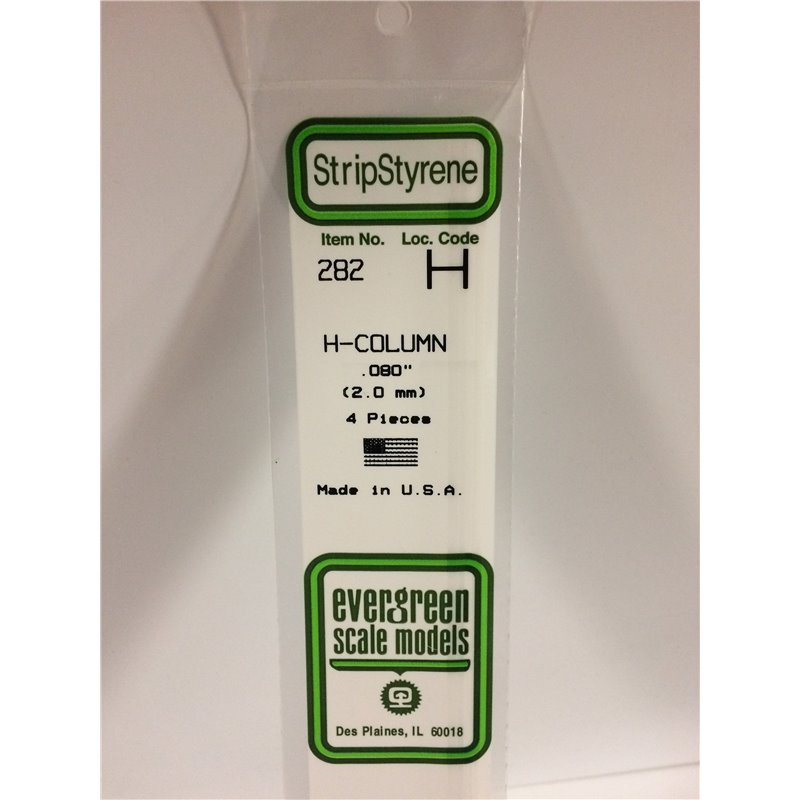 StripStyrene
Item No. Loc. Code
282 H
H-COLUMN
.080"
(2.0 mm)
4 Pieces
Made in U.S.A.
evergreen
scale models
Des Plaines, IL 60018